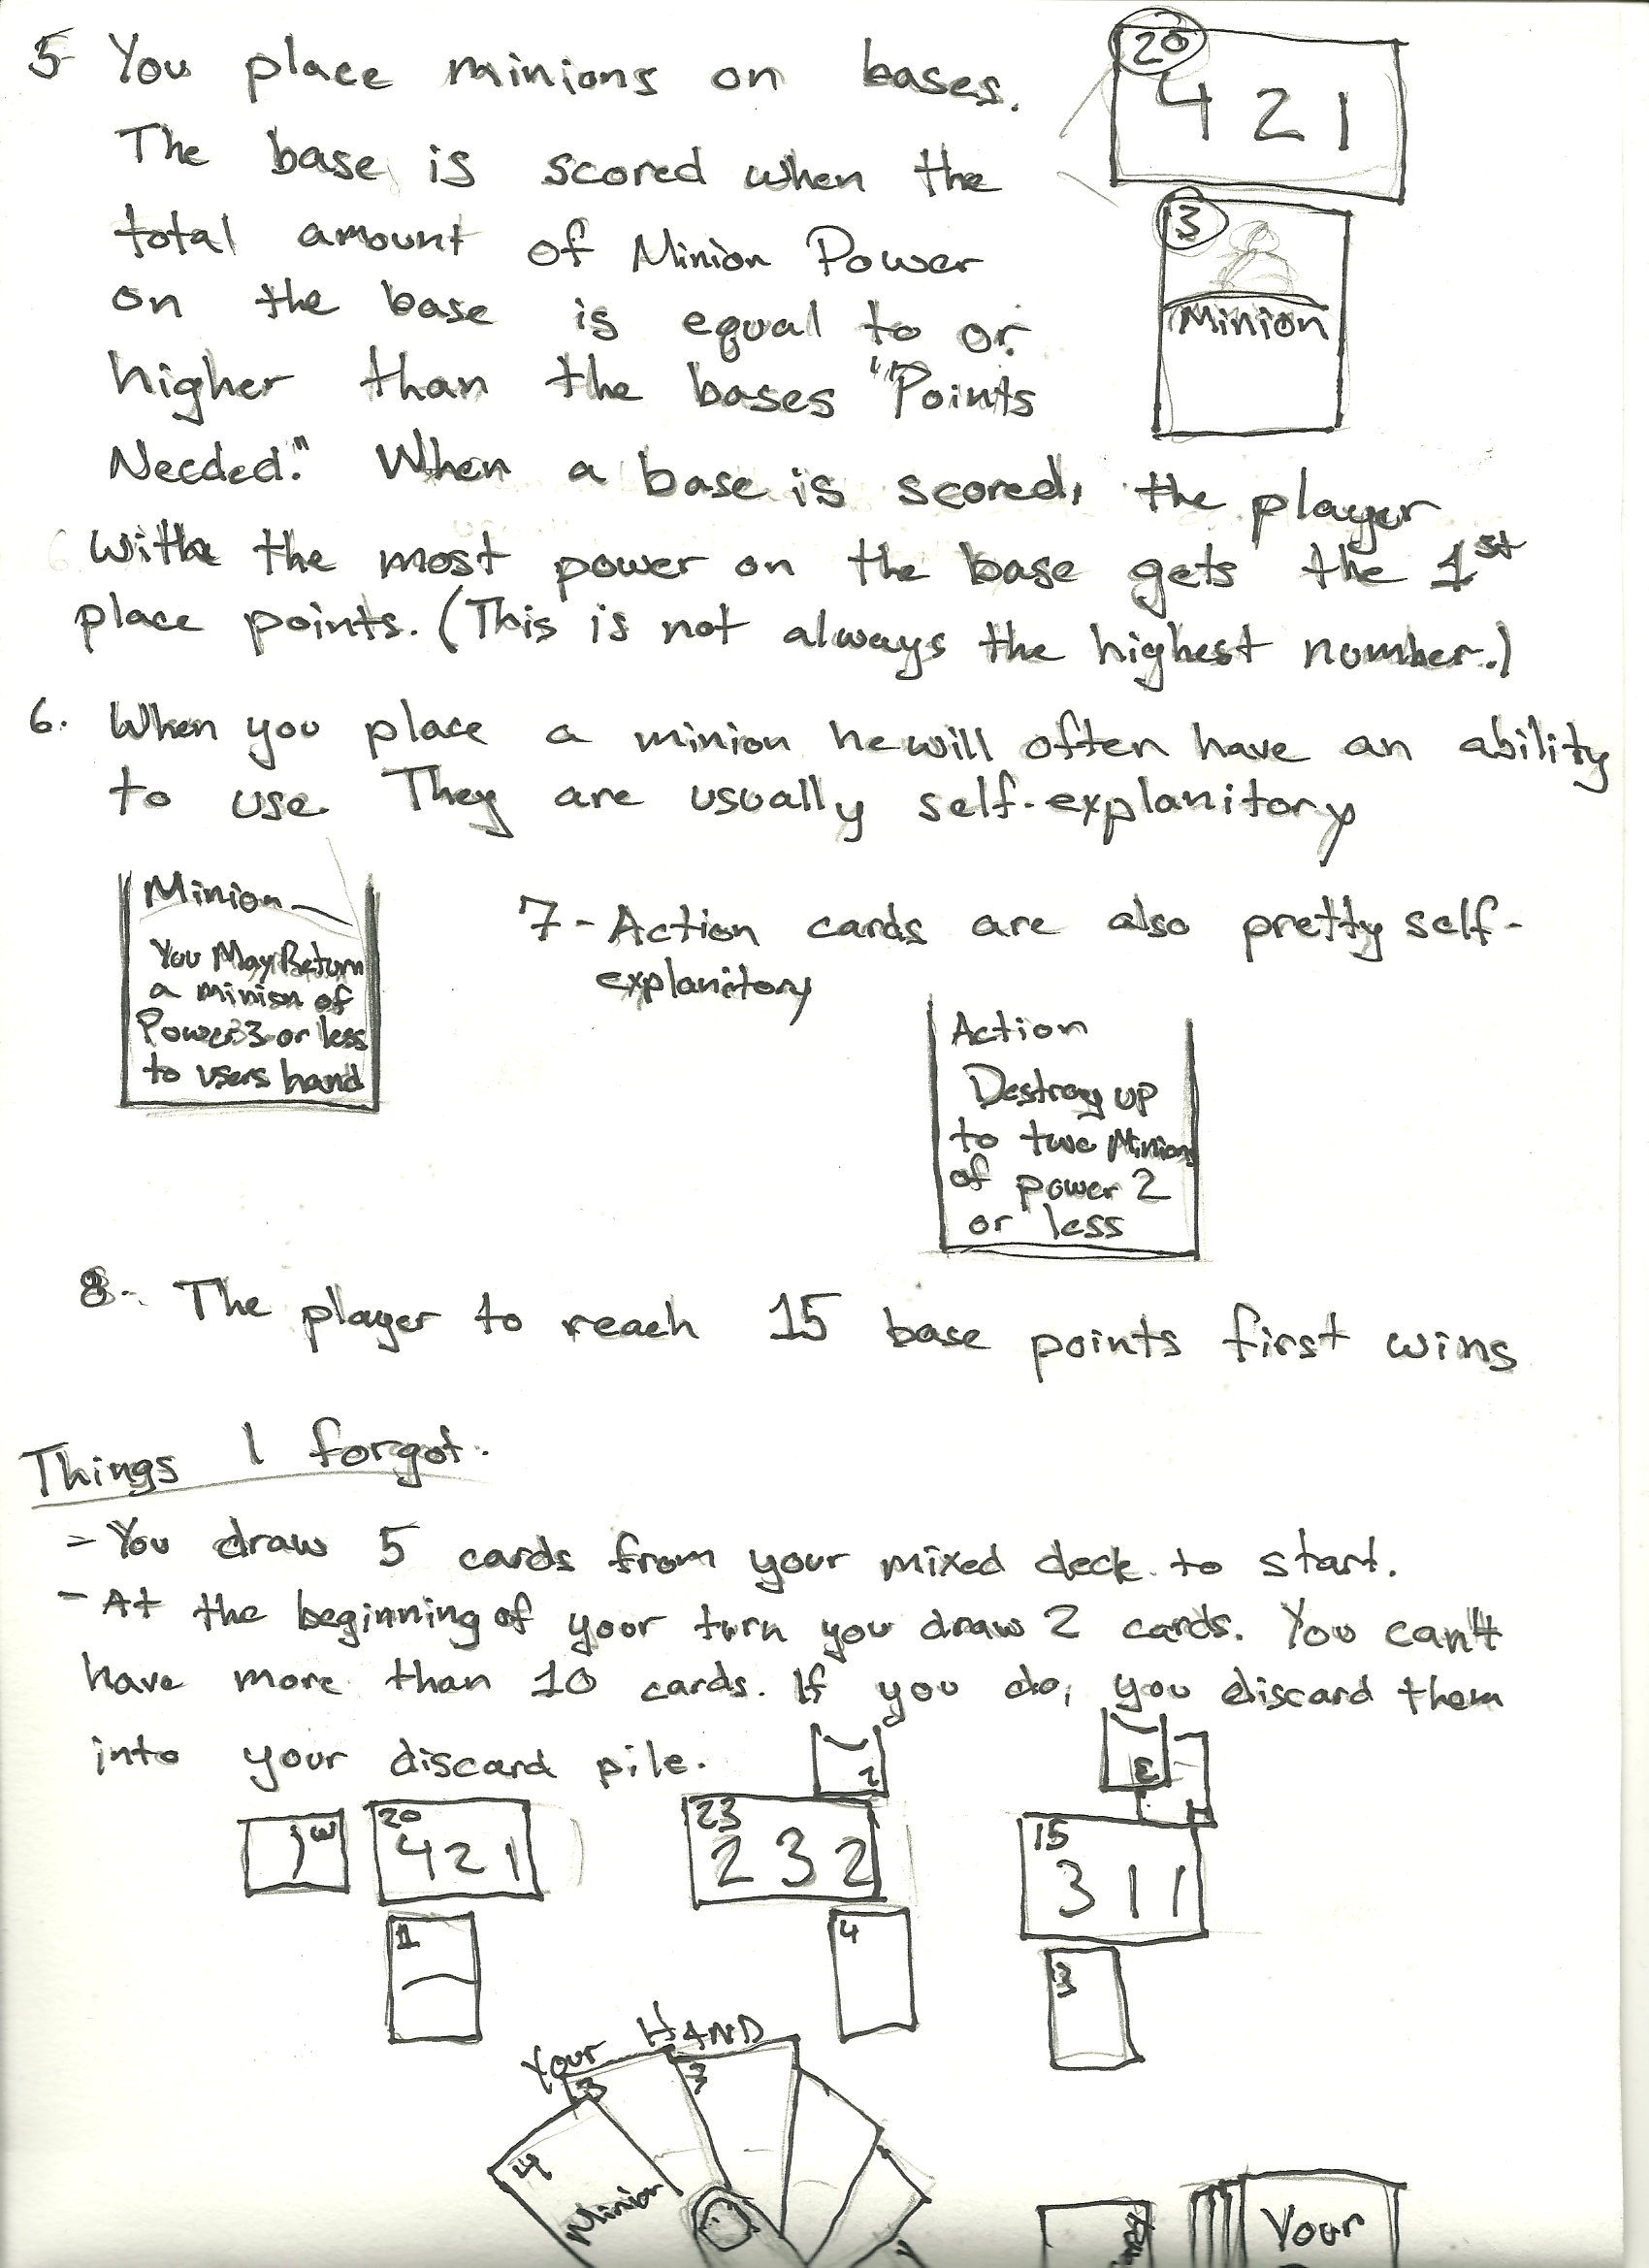 5- You place minions on bases.
The base is scored when the
total amount of Minion Power
on the base is equal to or
higher than the bases "Points
Needed." When a base is scored, the player
with the most power on the base gets the 1st
place points. (This is not always the highest number.)
20
4 2 1
3
Minion
6. When you place a minion he will often have an ability
to use. They are usually self-explanitory
Minion
You May Return
a minion of
Power 3 or less
to users hand
7- Action cards are also pretty self-
explanitory
Action
Destroy up
to two Minions
of power 2
or less
8- The player to reach 15 base points first wins
Things I forgot.
- You draw 5 cards from your mixed deck to start.
- At the beginning of your turn you draw 2 cards. You can't
have more than 10 cards. If you do, you discard them
into your discard pile.
3
20
4 2 1
1
2
23
2 3 2
4
3
15
3 1 1
3
Your HAND
4
Minion
3
3
Your